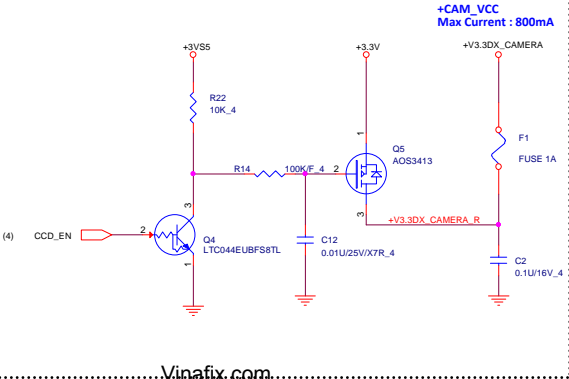 +CAM_VCC
Max Current : 800mA
+3VS5
+3.3V
+V3.3DX_CAMERA
R22
10K_4
1
Q5
AOS3413
F1
FUSE 1A
R14
100K/F_4
2
3
3
+V3.3DX_CAMERA_R
(4)
CCD_EN
2
Q4
LTC044EUBFS8TL
1
C12
0.01U/25V/X7R_4
C2
0.1U/16V_4
Vinafix.com